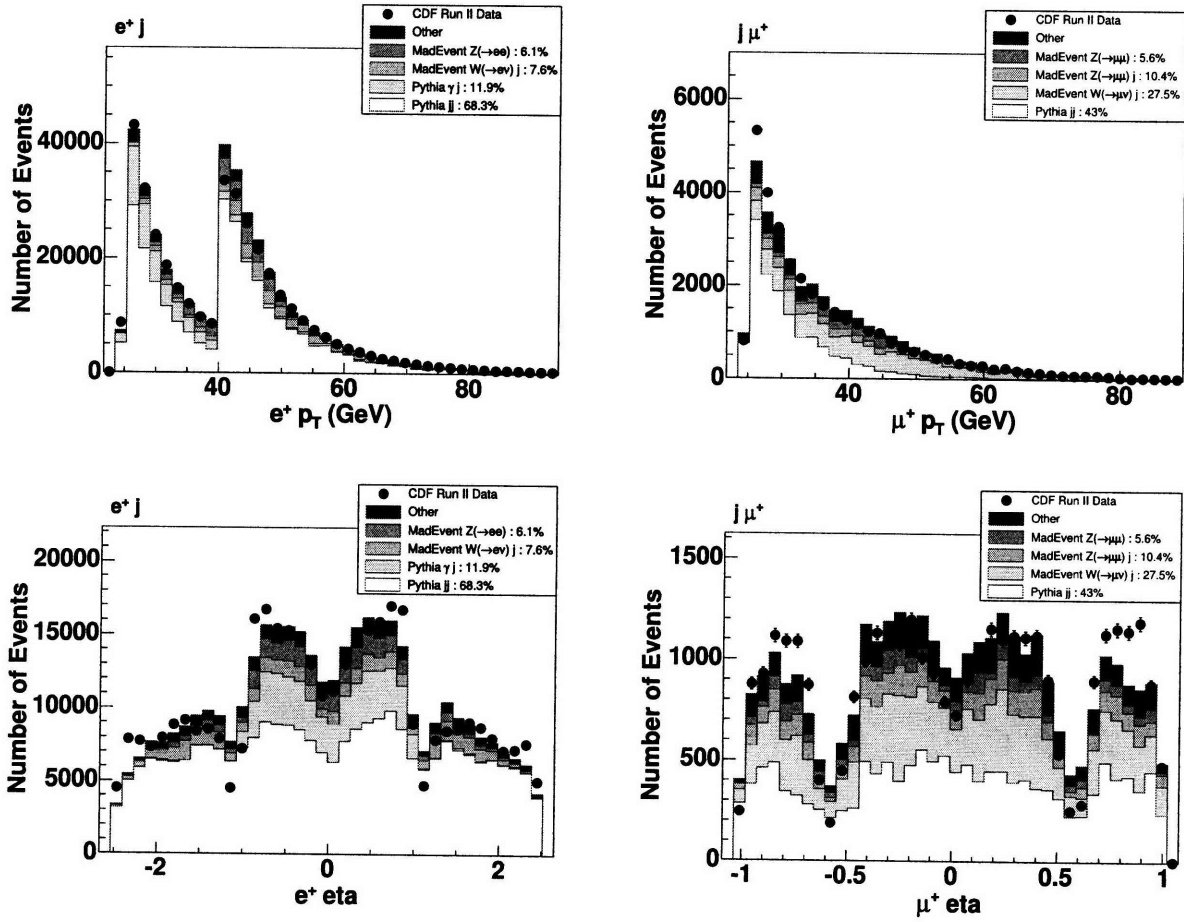 e⁺ j
CDF Run II Data
Other
MadEvent Z(→ee) : 6.1%
MadEvent W(→eν) j : 7.6%
Pythia γ j : 11.9%
Pythia jj : 68.3%
Number of Events
40000
20000
0
40
60
80
e⁺ p_T (GeV)
j μ⁺
CDF Run II Data
Other
MadEvent Z(→μμ) : 5.6%
MadEvent Z(→μμ) j : 10.4%
MadEvent W(→μν) j : 27.5%
Pythia jj : 43%
Number of Events
6000
4000
2000
0
40
60
80
μ⁺ p_T (GeV)
e⁺ j
CDF Run II Data
Other
MadEvent Z(→ee) : 6.1%
MadEvent W(→eν) j : 7.6%
Pythia γ j : 11.9%
Pythia jj : 68.3%
Number of Events
20000
15000
10000
5000
0
-2
0
2
e⁺ eta
j μ⁺
CDF Run II Data
Other
MadEvent Z(→μμ) : 5.6%
MadEvent Z(→μμ) j : 10.4%
MadEvent W(→μν) j : 27.5%
Pythia jj : 43%
Number of Events
1500
1000
500
0
-1
-0.5
0
0.5
1
μ⁺ eta